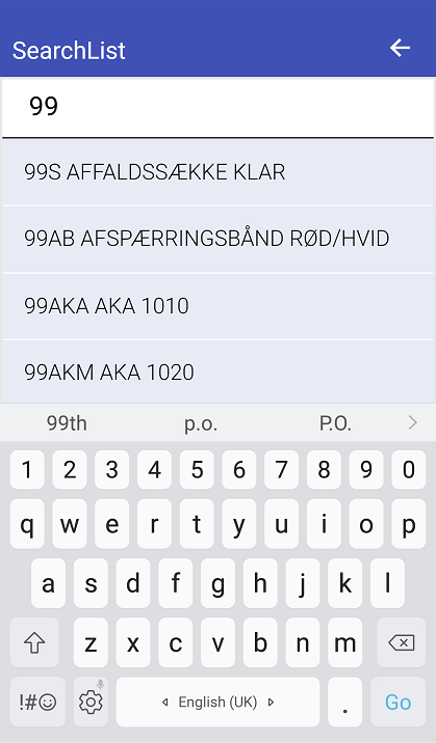 SearchList
99
99S AFFALDSSÆKKE KLAR
99AB AFSPÆRRINGSBÅND RØD/HVID
99AKA AKA 1010
99AKM AKA 1020
99th p.o. P.O.
1 2 3 4 5 6 7 8 9 0
q w e r t y u i o p
a s d f g h j k l
z x c v b n m
!#☺ English (UK) . Go